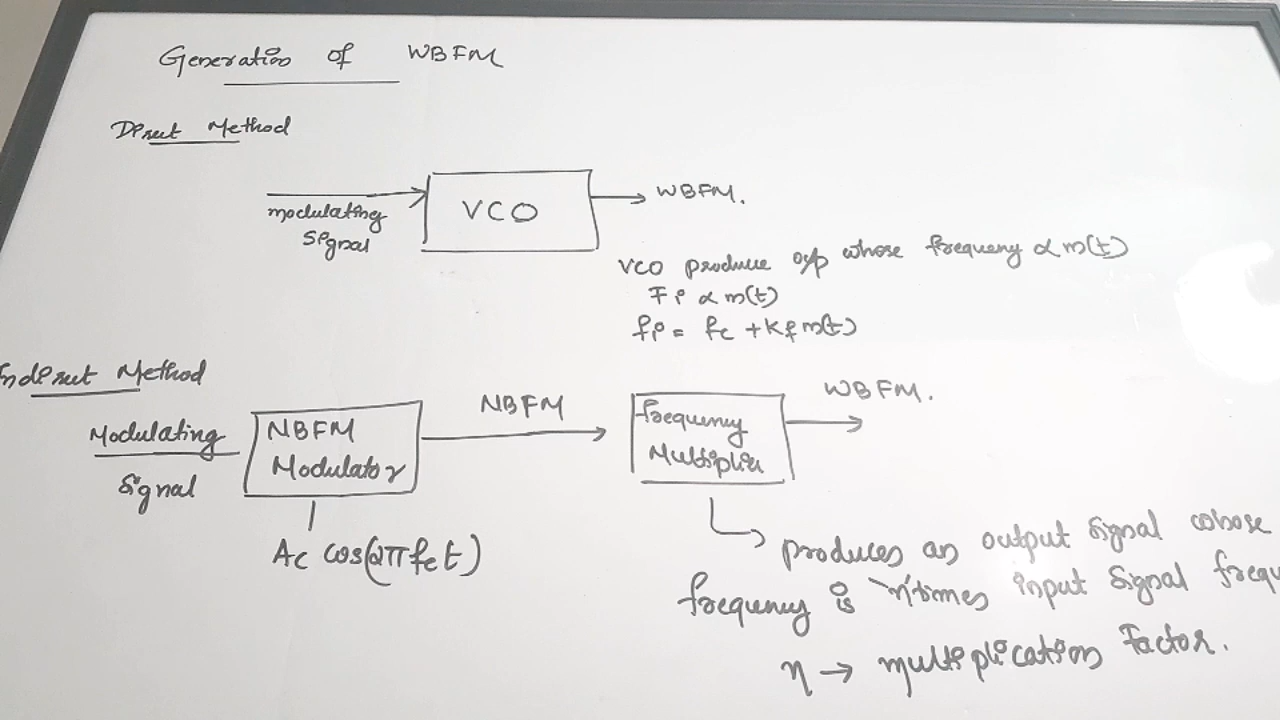 Generation of WBFM
Direct Method
modulating
Signal
VCO
WBFM.
VCO produce o/p whose frequency ∝ m(t)
Fi ∝ m(t)
fi = fc + Kf m(t)
Indirect Method
Modulating
Signal
NBFM
Modulator
Ac cos(2πfct)
NBFM
frequency
Multiplier
WBFM.
produces an output signal whose
frequency is 'n' times input signal frequ
n → multiplication Factor.